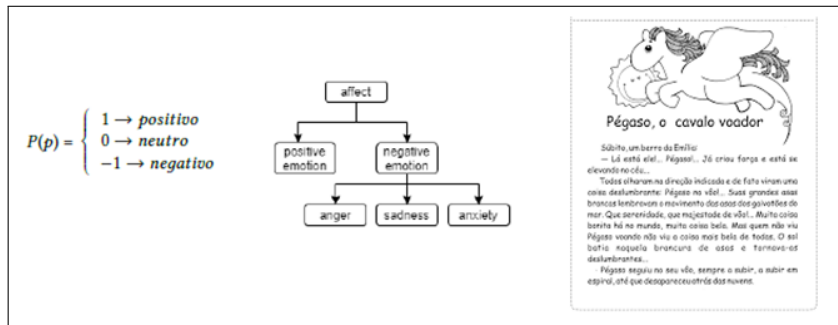 P(p) =
1 → positivo
0 → neutro
−1 → negativo
affect
positive
emotion
negative
emotion
anger
sadness
anxiety
Pégaso, o cavalo voador
Súbito, um berro da Emília:
— Lá está ele!... Pégaso!... Já criou força e está se
elevando no céu...
Todos olharam na direção indicada e de fato viram uma
coisa deslumbrante: Pégaso no vôo!... Suas grandes asas
brancas lembravam o movimento das asas dos gaivotões do
mar. Que serenidade, que majestade de vôo!... Muita coisa
bonita há no mundo, muita coisa bela. Mas quem não viu
Pégaso voando não viu a coisa mais bela de todas. O sol
batia naquela brancura de asas e tornava-as
deslumbrantes...
Pégaso seguiu no seu vôo, sempre a subir, a subir em
espiral, até que desapareceu atrás das nuvens.